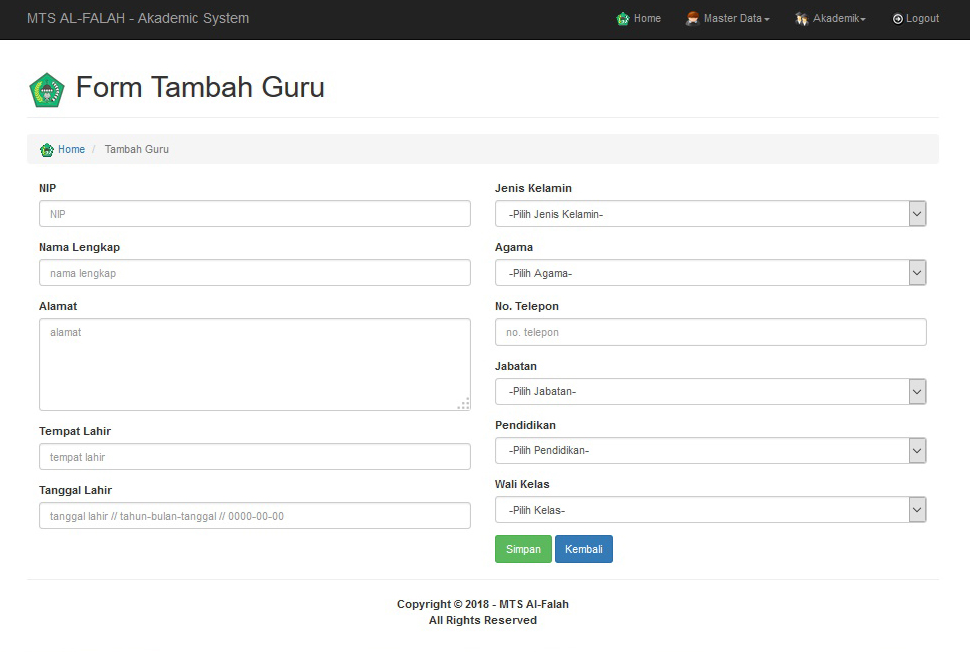 MTS AL-FALAH - Akademic System
Home
Master Data
Akademik
Logout
Form Tambah Guru
Home / Tambah Guru
NIP
NIP
Nama Lengkap
nama lengkap
Alamat
alamat
Tempat Lahir
tempat lahir
Tanggal Lahir
tanggal lahir // tahun-bulan-tanggal // 0000-00-00
Jenis Kelamin
-Pilih Jenis Kelamin-
Agama
-Pilih Agama-
No. Telepon
no. telepon
Jabatan
-Pilih Jabatan-
Pendidikan
-Pilih Pendidikan-
Wali Kelas
-Pilih Kelas-
Simpan
Kembali
Copyright © 2018 - MTS Al-Falah
All Rights Reserved